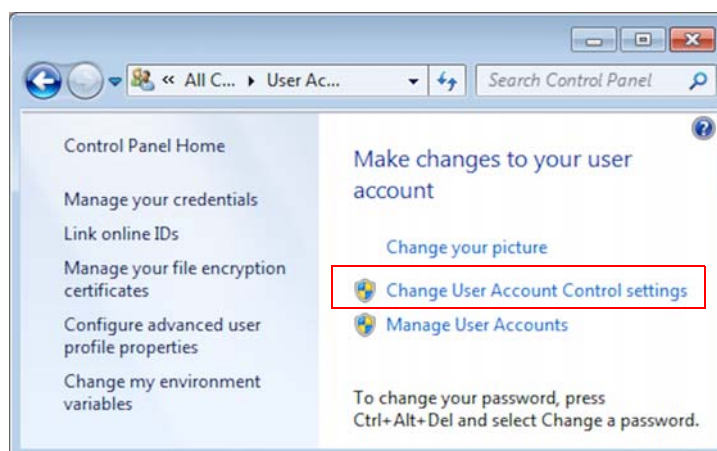 « All C... ▸ User Ac...
Search Control Panel
Control Panel Home
Manage your credentials
Link online IDs
Manage your file encryption
certificates
Configure advanced user
profile properties
Change my environment
variables
Make changes to your user
account
Change your picture
Change User Account Control settings
Manage User Accounts
To change your password, press
Ctrl+Alt+Del and select Change a password.